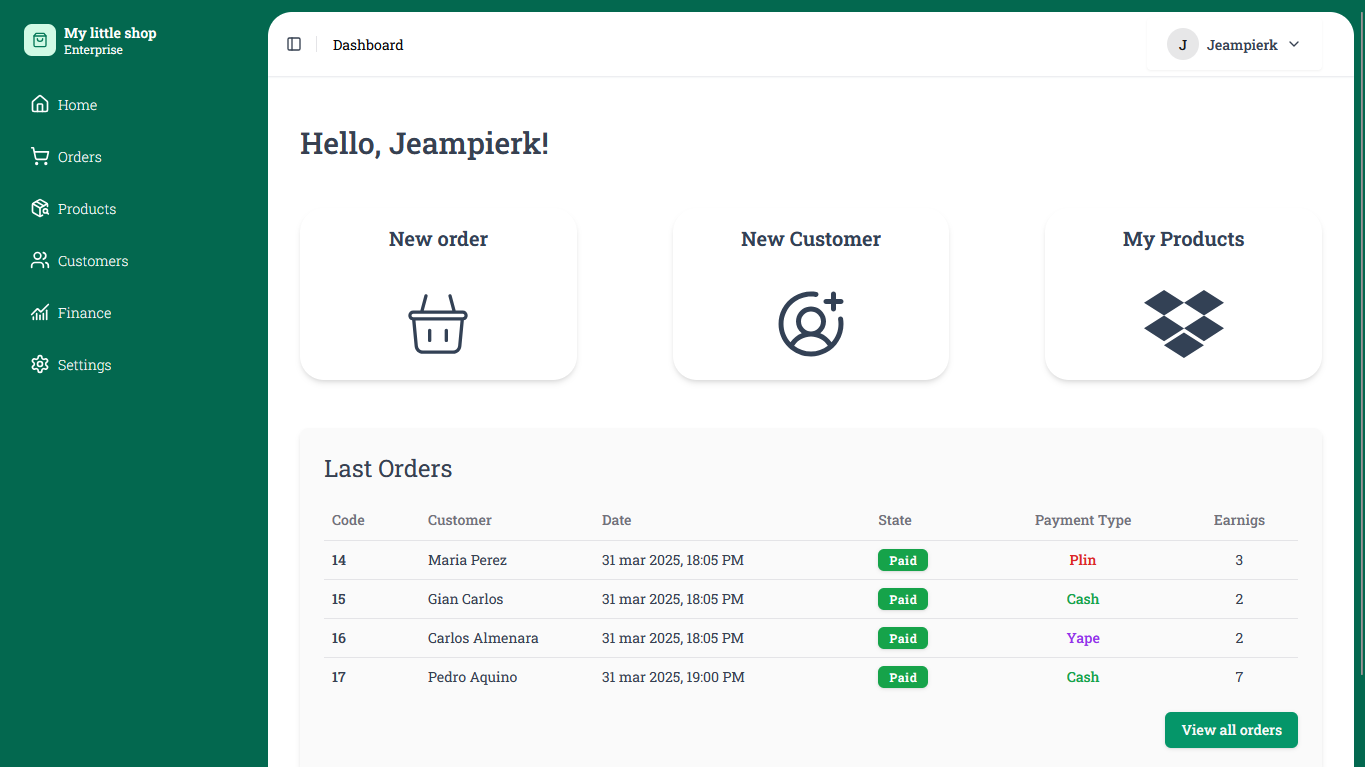 My little shop
Enterprise
Home
Orders
Products
Customers
Finance
Settings
Dashboard
J Jeampierk
Hello, Jeampierk!
New order
New Customer
My Products
Last Orders
Code Customer Date State Payment Type Earnigs
14 Maria Perez 31 mar 2025, 18:05 PM Paid Plin 3
15 Gian Carlos 31 mar 2025, 18:05 PM Paid Cash 2
16 Carlos Almenara 31 mar 2025, 18:05 PM Paid Yape 2
17 Pedro Aquino 31 mar 2025, 19:00 PM Paid Cash 7
View all orders